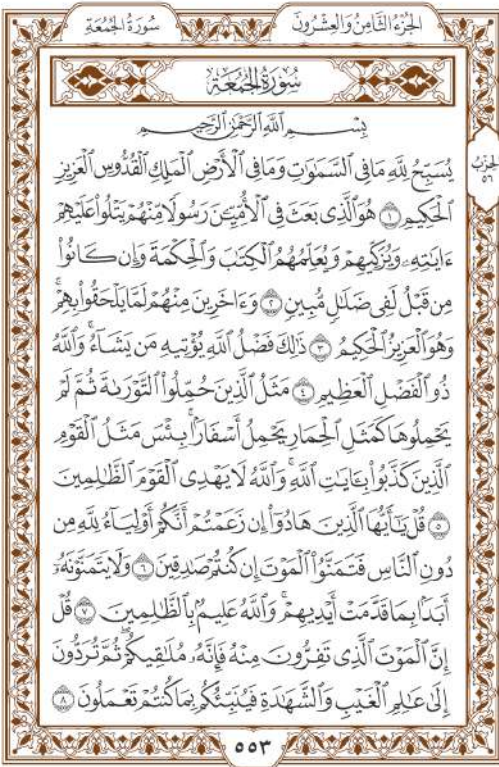 الجُزْءُ الثَّامِنُ وَالعِشْرُونَ
سُورَةُ الجُمُعَةِ
سُورَةُ الجُمُعَةِ
الحِزْبُ
٥٦
بِسْمِ ٱللَّهِ ٱلرَّحْمَٰنِ ٱلرَّحِيمِ
يُسَبِّحُ لِلَّهِ مَا فِي ٱلسَّمَٰوَٰتِ وَمَا فِي ٱلْأَرْضِ ٱلْمَلِكِ ٱلْقُدُّوسِ ٱلْعَزِيزِ
ٱلْحَكِيمِ ١ هُوَ ٱلَّذِي بَعَثَ فِي ٱلْأُمِّيِّـۧنَ رَسُولًا مِّنْهُمْ يَتْلُوا۟ عَلَيْهِمْ
ءَايَٰتِهِۦ وَيُزَكِّيهِمْ وَيُعَلِّمُهُمُ ٱلْكِتَٰبَ وَٱلْحِكْمَةَ وَإِن كَانُوا۟
مِن قَبْلُ لَفِي ضَلَٰلٍ مُّبِينٍ ٢ وَءَاخَرِينَ مِنْهُمْ لَمَّا يَلْحَقُوا۟ بِهِمْ ۚ
وَهُوَ ٱلْعَزِيزُ ٱلْحَكِيمُ ٣ ذَٰلِكَ فَضْلُ ٱللَّهِ يُؤْتِيهِ مَن يَشَآءُ ۚ وَٱللَّهُ
ذُو ٱلْفَضْلِ ٱلْعَظِيمِ ٤ مَثَلُ ٱلَّذِينَ حُمِّلُوا۟ ٱلتَّوْرَىٰةَ ثُمَّ لَمْ
يَحْمِلُوهَا كَمَثَلِ ٱلْحِمَارِ يَحْمِلُ أَسْفَارًۢا ۚ بِئْسَ مَثَلُ ٱلْقَوْمِ
ٱلَّذِينَ كَذَّبُوا۟ بِـَٔايَٰتِ ٱللَّهِ ۚ وَٱللَّهُ لَا يَهْدِي ٱلْقَوْمَ ٱلظَّٰلِمِينَ
٥ قُلْ يَٰٓأَيُّهَا ٱلَّذِينَ هَادُوٓا۟ إِن زَعَمْتُمْ أَنَّكُمْ أَوْلِيَآءُ لِلَّهِ مِن
دُونِ ٱلنَّاسِ فَتَمَنَّوُا۟ ٱلْمَوْتَ إِن كُنتُمْ صَٰدِقِينَ ٦ وَلَا يَتَمَنَّوْنَهُۥٓ
أَبَدًۢا بِمَا قَدَّمَتْ أَيْدِيهِمْ ۚ وَٱللَّهُ عَلِيمٌۢ بِٱلظَّٰلِمِينَ ٧ قُلْ
إِنَّ ٱلْمَوْتَ ٱلَّذِي تَفِرُّونَ مِنْهُ فَإِنَّهُۥ مُلَٰقِيكُمْ ۖ ثُمَّ تُرَدُّونَ
إِلَىٰ عَٰلِمِ ٱلْغَيْبِ وَٱلشَّهَٰدَةِ فَيُنَبِّئُكُم بِمَا كُنتُمْ تَعْمَلُونَ ٨
٥٥٣